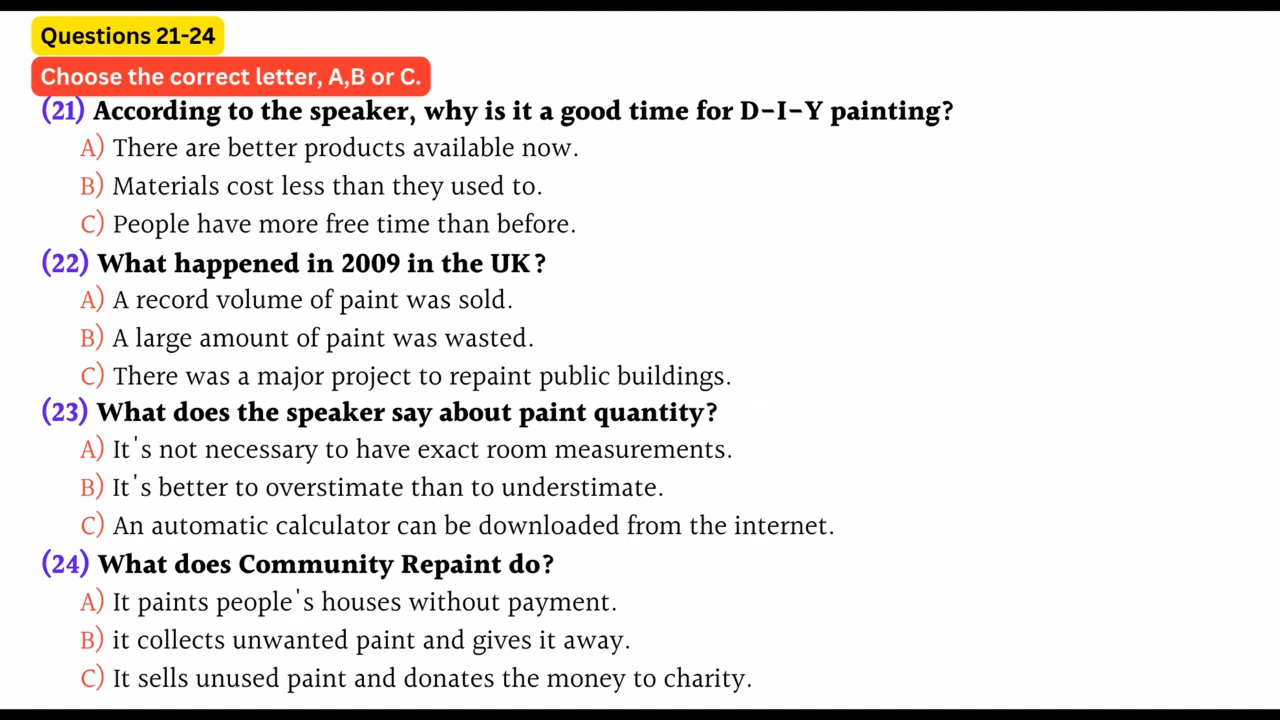 Questions 21-24
Choose the correct letter, A,B or C.
(21) According to the speaker, why is it a good time for D-I-Y painting?
A) There are better products available now.
B) Materials cost less than they used to.
C) People have more free time than before.
(22) What happened in 2009 in the UK?
A) A record volume of paint was sold.
B) A large amount of paint was wasted.
C) There was a major project to repaint public buildings.
(23) What does the speaker say about paint quantity?
A) It's not necessary to have exact room measurements.
B) It's better to overstimate than to understimate.
C) An automatic calculator can be downloaded from the internet.
(24) What does Community Repaint do?
A) It paints people's houses without payment.
B) it collects unwanted paint and gives it away.
C) It sells unused paint and donates the money to charity.